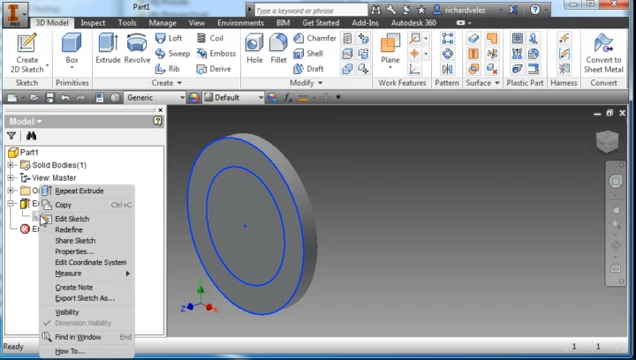 Part1
Type a keyword or phrase
richardvelez
PRO
3D Model Inspect Tools Manage View Environments BIM Get Started Add-Ins Autodesk 360
Create
2D Sketch
Box
Extrude
Revolve
Loft
Sweep
Rib
Coil
Emboss
Derive
Hole
Fillet
Chamfer
Shell
Draft
Plane
Convert to
Sheet Metal
Sketch
Primitives
Create
Modify
Work Features
Pattern
Surface
Plastic Part
Harness
Convert
Generic
Default
Model
Part1
Solid Bodies(1)
View: Master
Repeat Extrude
Copy Ctrl+C
Edit Sketch
Redefine
Share Sketch
Properties...
Edit Coordinate System
Measure
Create Note
Export Sketch As...
Visibility
Dimension Visibility
Find in Window End
How To...
Z
X
Ready